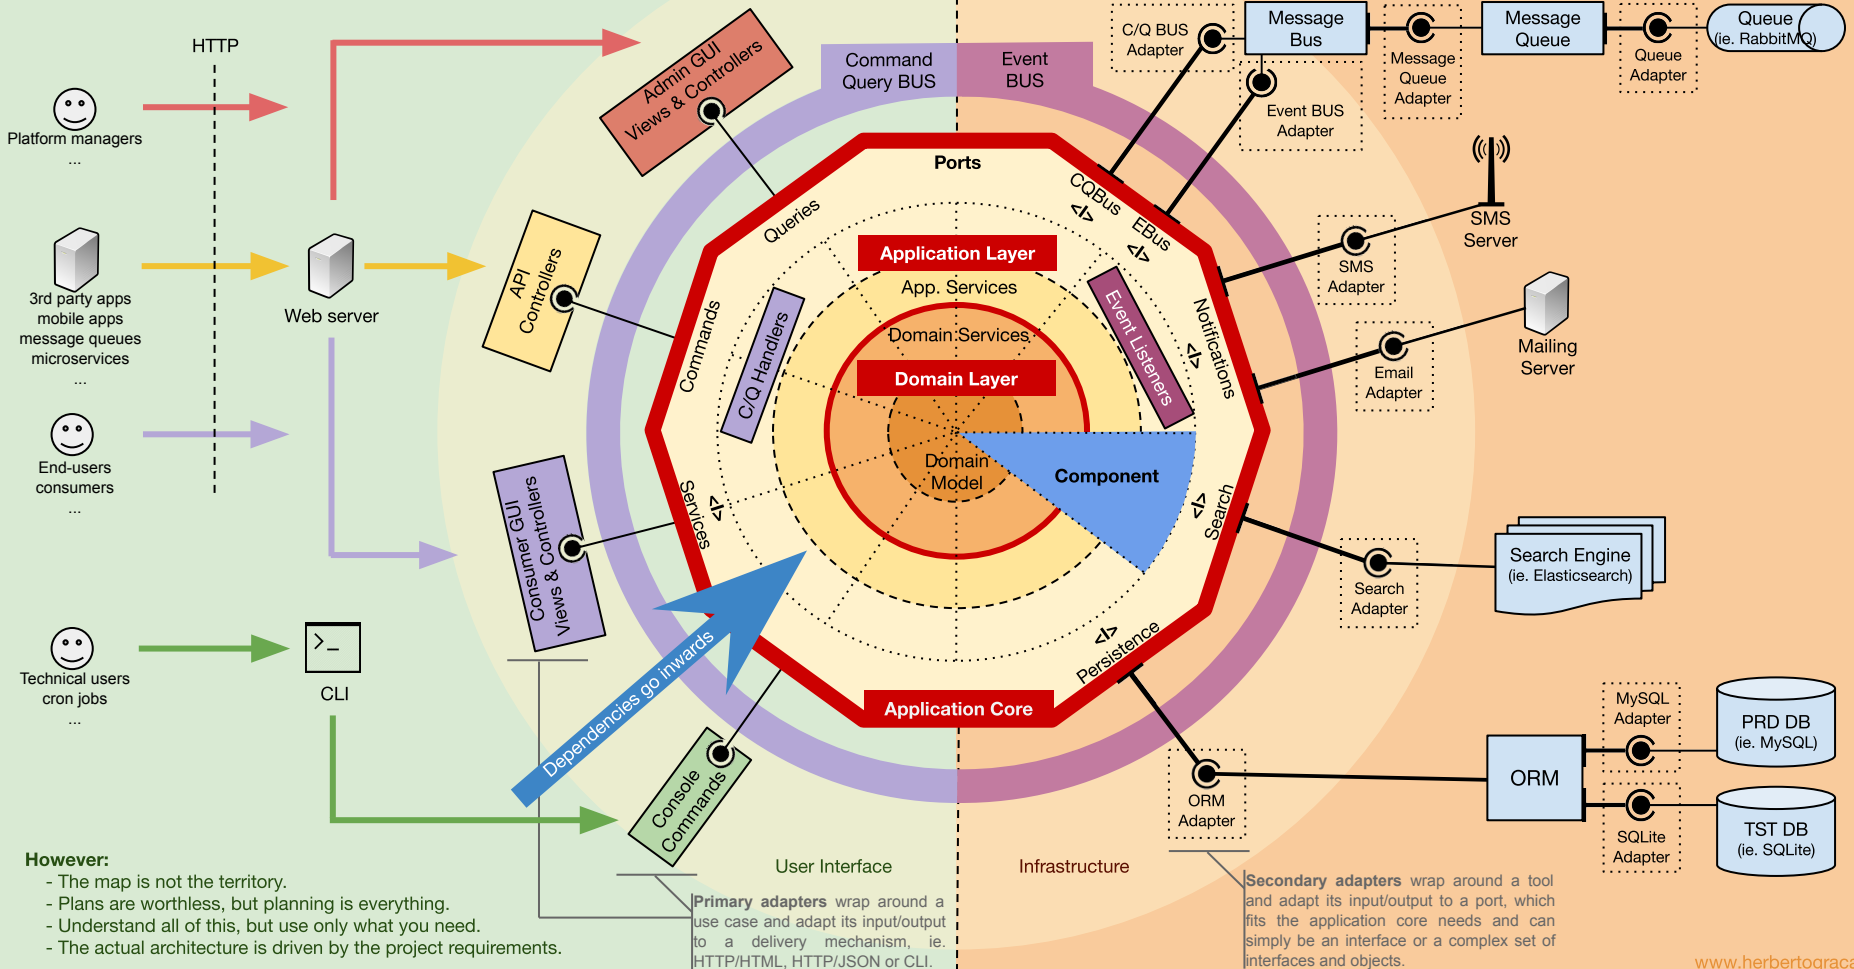 HTTP
Platform managers
...
3rd party apps
mobile apps
message queues
microservices
...
End-users
consumers
...
Technical users
cron jobs
...
Web server
CLI
Admin GUI
Views & Controllers
API
Controllers
Consumer GUI
Views & Controllers
Console
Commands
Command
Query BUS
Event
BUS
Ports
Queries
Commands
Services
</>
CQBus
</>
EBus
</>
Notifications
</>
Search
</>
Persistence
</>
Application Layer
App. Services
Domain Services
Domain Layer
Domain
Model
C/Q Handlers
Event Listeners
Component
Application Core
Dependencies go inwards
C/Q BUS
Adapter
Message
Bus
Event BUS
Adapter
Message
Queue
Adapter
Message
Queue
Queue
Adapter
Queue
(ie. RabbitMQ)
SMS
Server
SMS
Adapter
Mailing
Server
Email
Adapter
Search Engine
(ie. Elasticsearch)
Search
Adapter
ORM
Adapter
ORM
MySQL
Adapter
PRD DB
(ie. MySQL)
SQLite
Adapter
TST DB
(ie. SQLite)
User Interface
Infrastructure
However:
- The map is not the territory.
- Plans are worthless, but planning is everything.
- Understand all of this, but use only what you need.
- The actual architecture is driven by the project requirements.
Primary adapters wrap around a
use case and adapt its input/output
to a delivery mechanism, ie.
HTTP/HTML, HTTP/JSON or CLI.
Secondary adapters wrap around a tool
and adapt its input/output to a port, which
fits the application core needs and can
simply be an interface or a complex set of
interfaces and objects.
www.herbertograca